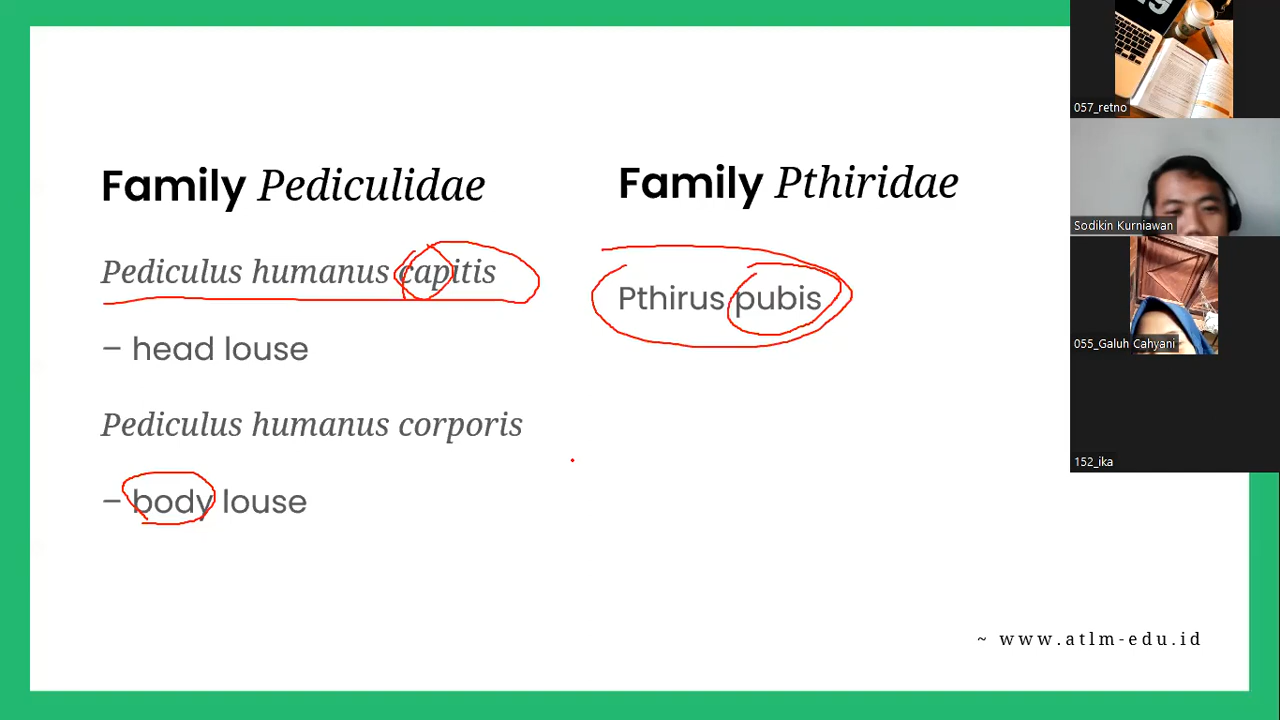 Family Pediculidae
Pediculus humanus capitis
– head louse
Pediculus humanus corporis
– body louse
Family Pthiridae
Pthirus pubis
~ www.atlm-edu.id
057_retno
Sodikin Kurniawan
055_Galuh Cahyani
152_ika